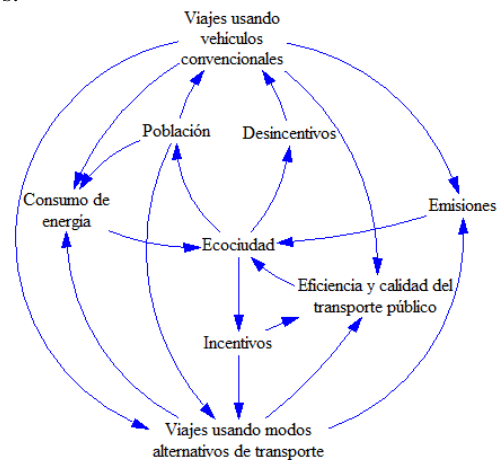 Viajes usando
vehículos
convencionales
Población
Desincentivos
Consumo de
energia
Emisiones
Ecociudad
Eficiencia y calidad del
transporte público
Incentivos
Viajes usando modos
alternativos de transporte